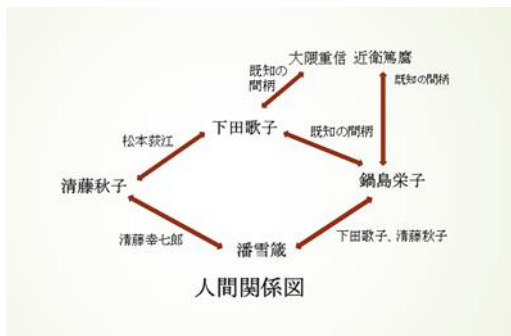 大隈重信 近衛篤麿
既知の
間柄
既知の間柄
下田歌子
既知の間柄
松本荻江
清藤秋子
鍋島栄子
清藤幸七郎
下田歌子、清藤秋子
潘雪箴
人間関係図